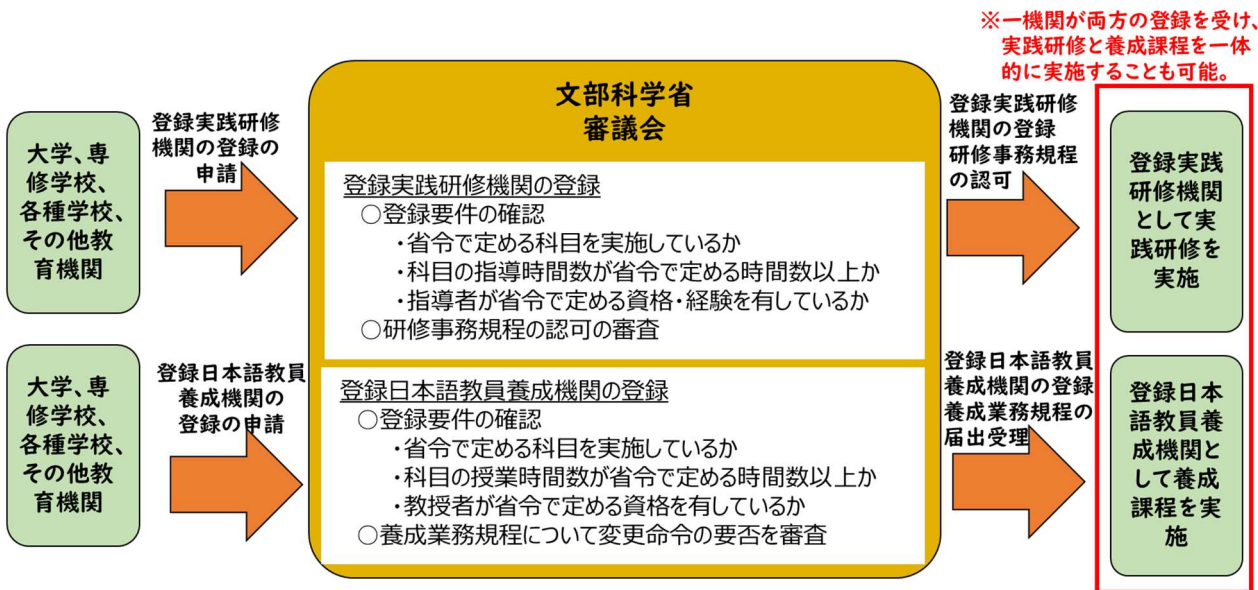 ※一機関が両方の登録を受け、
実践研修と養成課程を一体
的に実施することも可能。
大学、専
修学校、
各種学校、
その他教
育機関
登録実践研修
機関の登録の
申請
文部科学省
審議会
登録実践研修機関の登録
○登録要件の確認
・省令で定める科目を実施しているか
・科目の指導時間数が省令で定める時間数以上か
・指導者が省令で定める資格・経験を有しているか
○研修事務規程の認可の審査
登録実践研修
機関の登録
研修事務規程
の認可
登録実践
研修機関
として実
践研修を
実施
大学、専
修学校、
各種学校、
その他教
育機関
登録日本語教員
養成機関の
登録の申請
登録日本語教員養成機関の登録
○登録要件の確認
・省令で定める科目を実施しているか
・科目の授業時間数が省令で定める時間数以上か
・教授者が省令で定める資格を有しているか
○養成業務規程について変更命令の要否を審査
登録日本語教員
養成機関の登録
養成業務規程の
届出受理
登録日本
語教員養
成機関と
して養成
課程を実
施